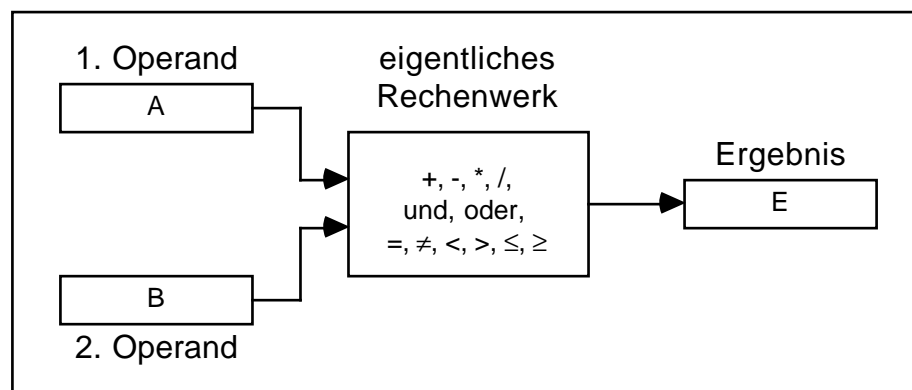 1. Operand
A
eigentliches
Rechenwerk
+, -, *, /,
und, oder,
=, ≠, <, >, ≤, ≥
Ergebnis
E
B
2. Operand